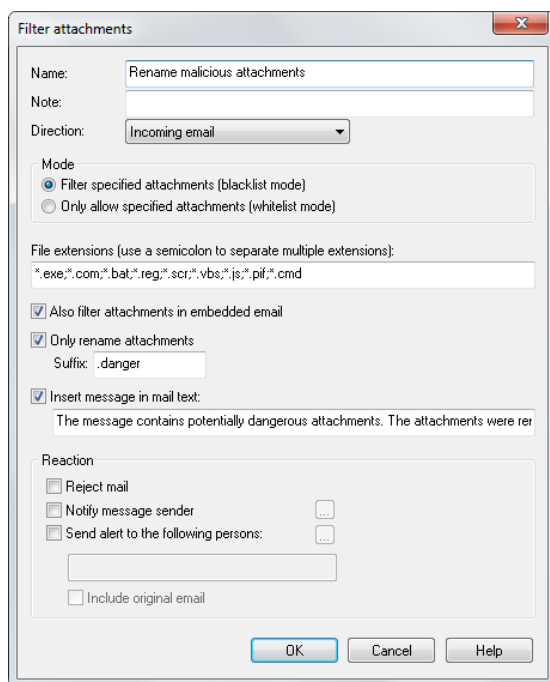 Filter attachments
Name: Rename malicious attachments
Note:
Direction: Incoming email
Mode
Filter specified attachments (blacklist mode)
Only allow specified attachments (whitelist mode)
File extensions (use a semicolon to separate multiple extensions):
*.exe;*.com;*.bat;*.reg;*.scr;*.vbs;*.js;*.pif;*.cmd
Also filter attachments in embedded email
Only rename attachments
Suffix: .danger
Insert message in mail text:
The message contains potentially dangerous attachments. The attachments were
Reaction
Reject mail
Notify message sender ...
Send alert to the following persons: ...
Include original email
OK Cancel Help